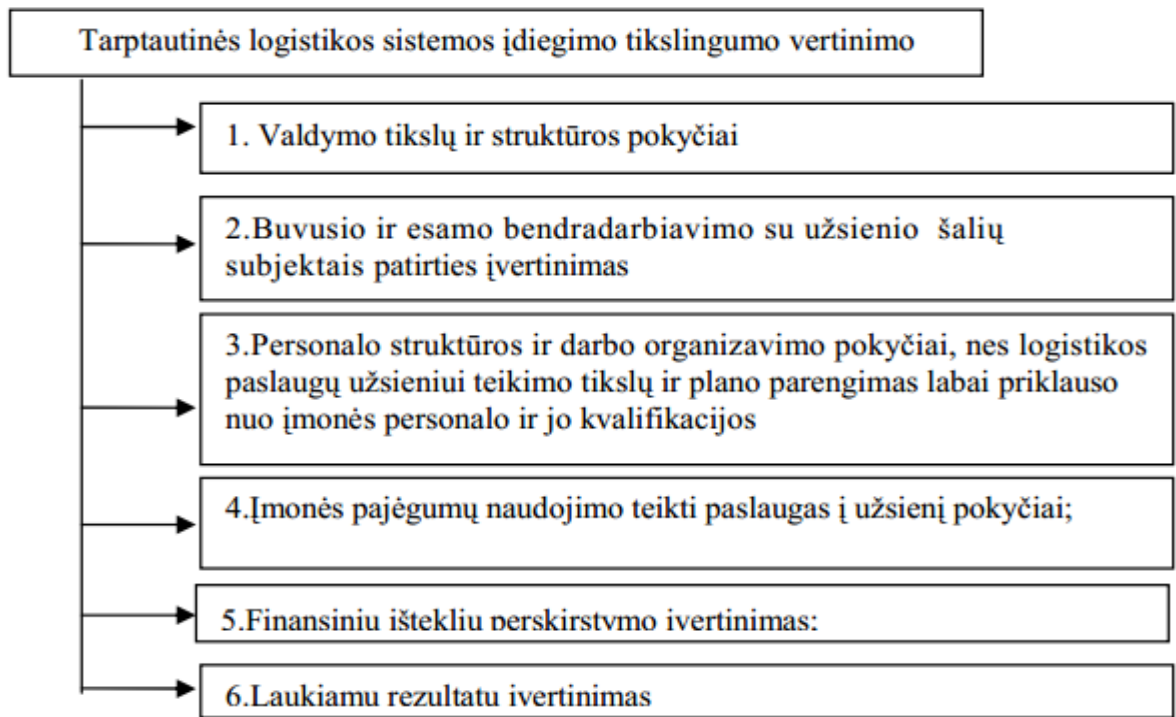 Tarptautinės logistikos sistemos įdiegimo tikslingumo vertinimo
1. Valdymo tikslų ir struktūros pokyčiai
2.Buvusio ir esamo bendradarbiavimo su užsienio šalių
subjektais patirties įvertinimas
3.Personalo struktūros ir darbo organizavimo pokyčiai, nes logistikos
paslaugų užsieniui teikimo tikslų ir plano parengimas labai priklauso
nuo įmonės personalo ir jo kvalifikacijos
4.Įmonės pajėgumų naudojimo teikti paslaugas į užsienį pokyčiai;
5.Finansinių išteklių perskirstymo įvertinimas;
6.Laukiamų rezultatų įvertinimas